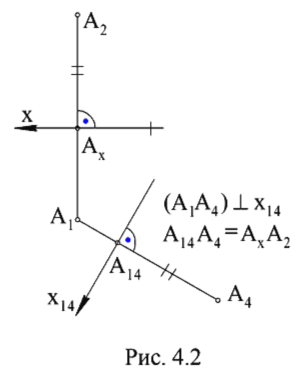 A₂
x
Aₓ
(A₁A₄) ⊥ x₁₄
A₁
A₁₄A₄ = AₓA₂
A₁₄
x₁₄
A₄
Рис. 4.2